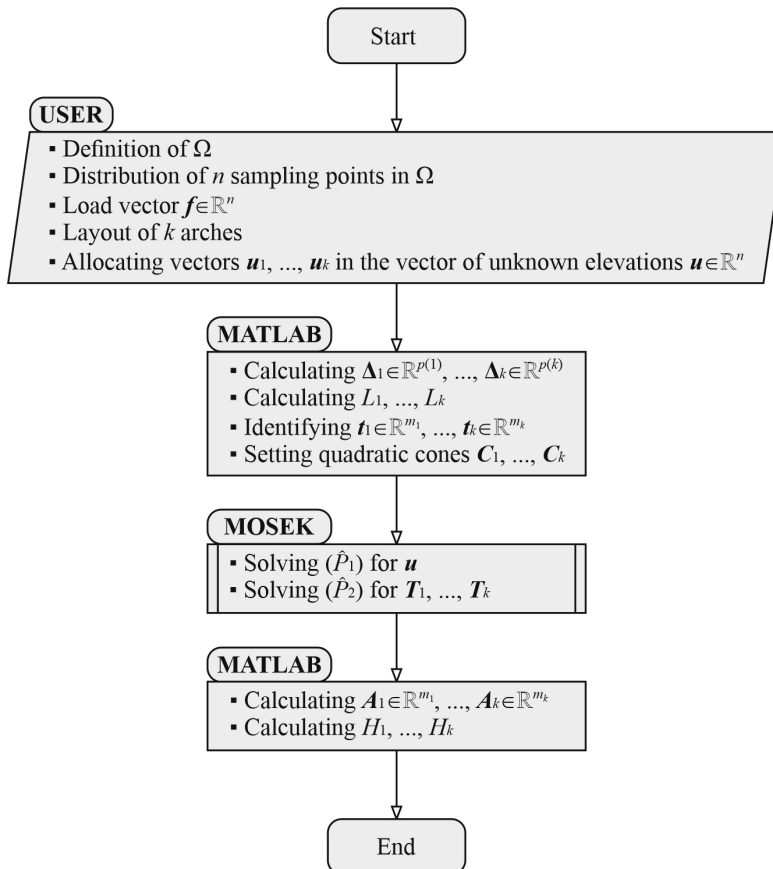 Start
USER
▪ Definition of Ω
▪ Distribution of n sampling points in Ω
▪ Load vector f∈ℝⁿ
▪ Layout of k arches
▪ Allocating vectors u₁, ..., uₖ in the vector of unknown elevations u∈ℝⁿ
MATLAB
▪ Calculating Δ₁∈ℝᵖ⁽¹⁾, ..., Δₖ∈ℝᵖ⁽ᵏ⁾
▪ Calculating L₁, ..., Lₖ
▪ Identifying t₁∈ℝ^{m₁}, ..., tₖ∈ℝ^{mₖ}
▪ Setting quadratic cones C₁, ..., Cₖ
MOSEK
▪ Solving (P̂₁) for u
▪ Solving (P̂₂) for T₁, ..., Tₖ
MATLAB
▪ Calculating A₁∈ℝ^{m₁}, ..., Aₖ∈ℝ^{mₖ}
▪ Calculating H₁, ..., Hₖ
End